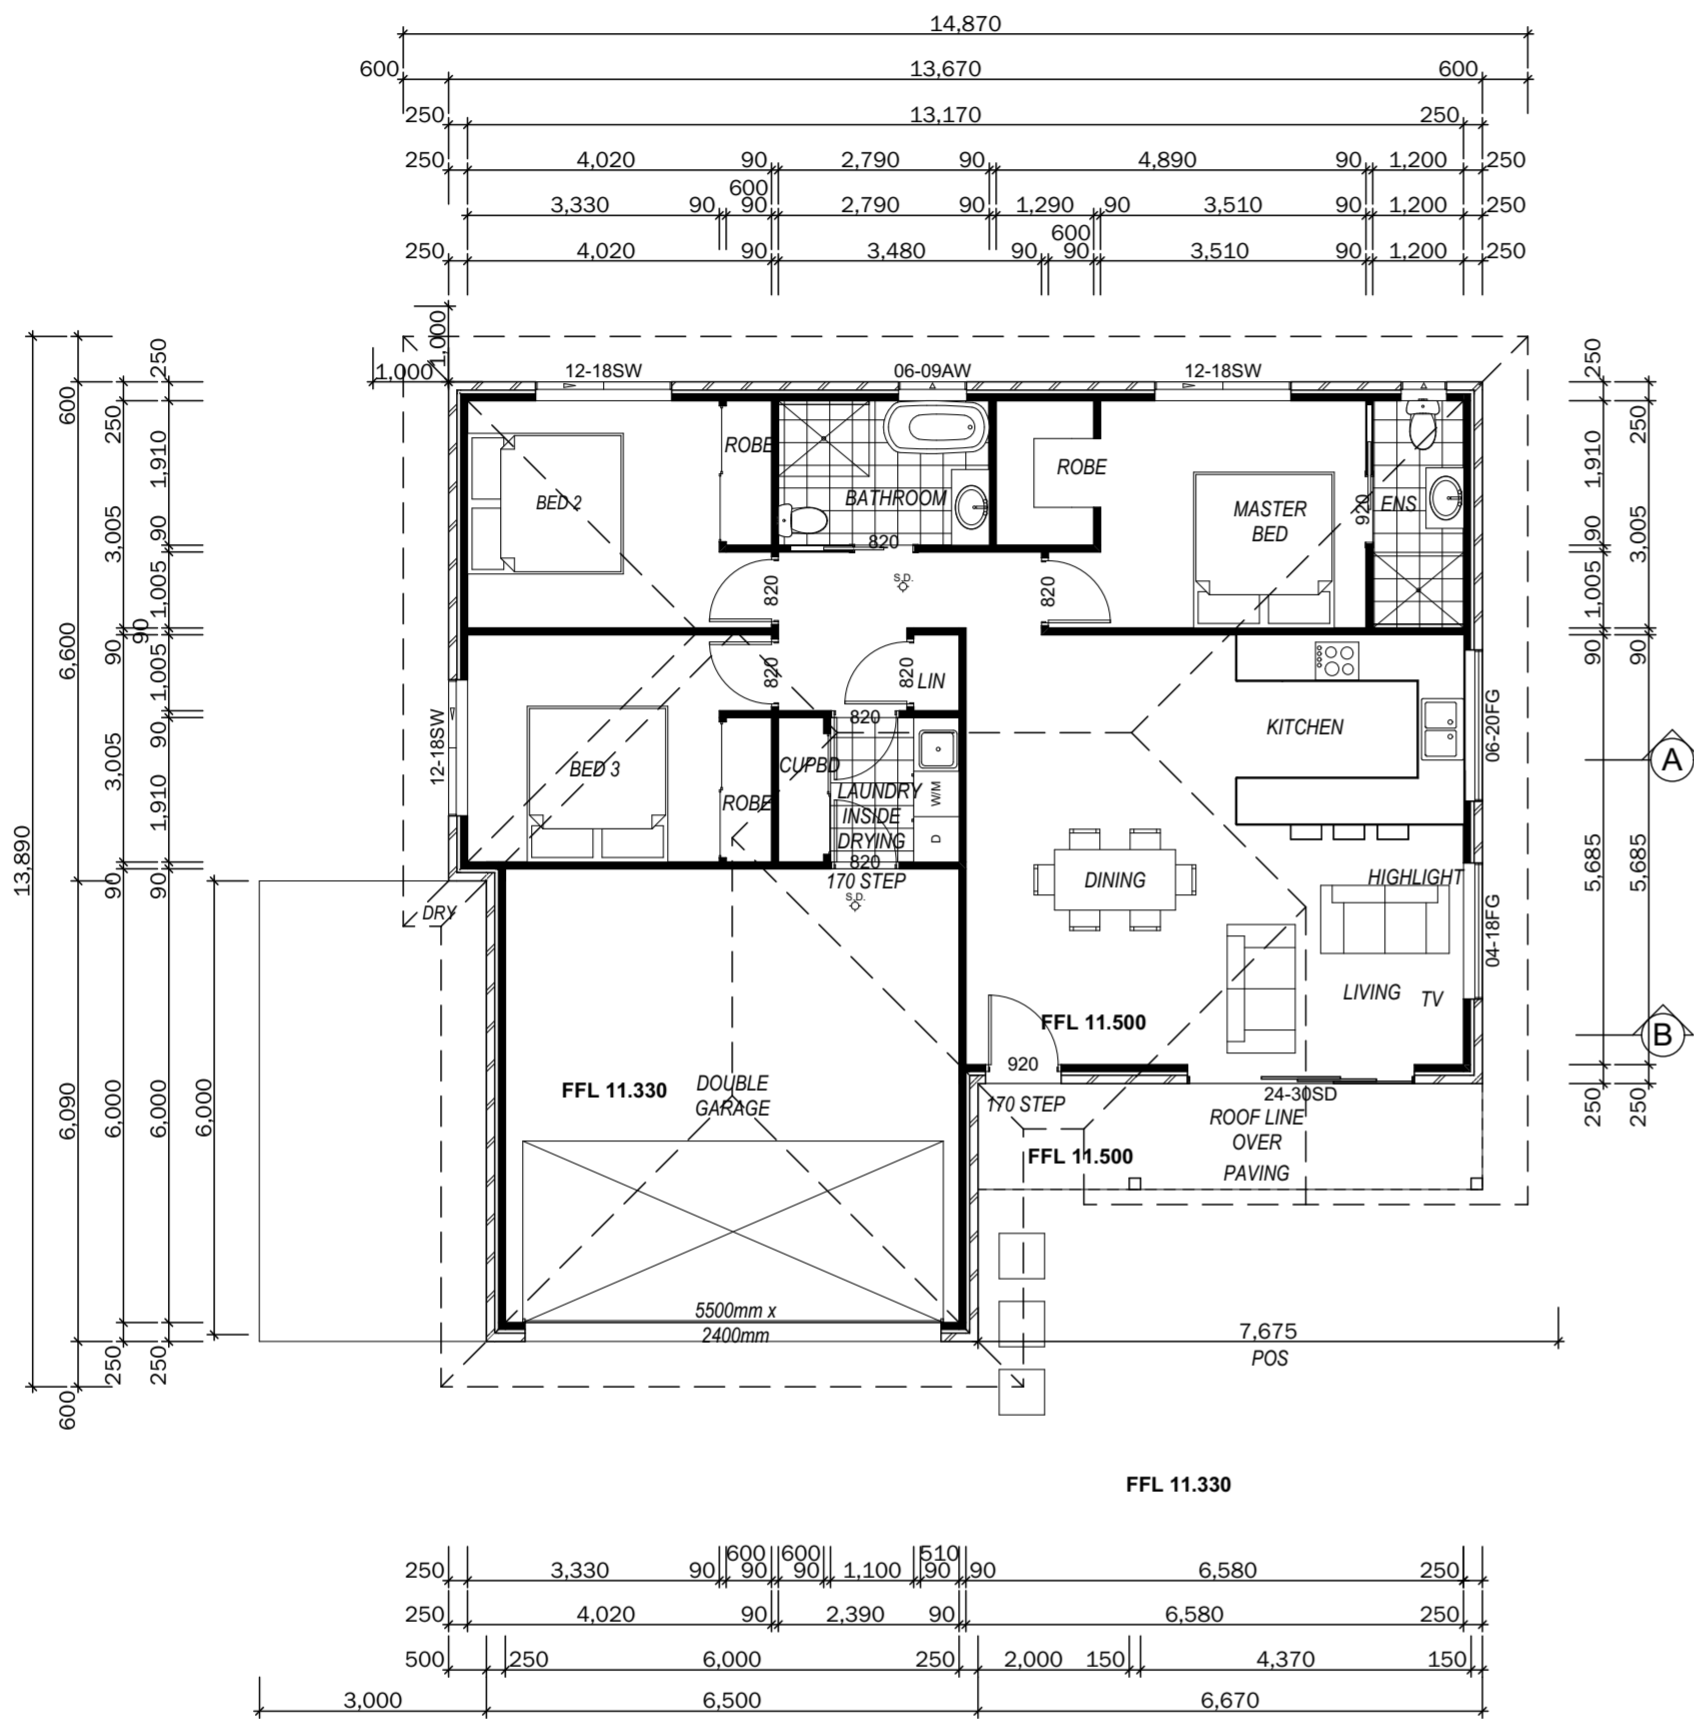 14,870
600 13,670 600
250 13,170 250
250 4,020 90 2,790 90 4,890 90 1,200 250
600
3,330 90 90 2,790 90 1,290 90 3,510 90 1,200 250
600
250 4,020 90 3,480 90 90 3,510 90 1,200 250
1,000
1,000
12-18SW 06-09AW 12-18SW
ROBE
BED 2
BATHROOM
ROBE
MASTER
BED
920
ENS
820
S.D.
820
820
820
820
LIN
820
12-18SW
BED 3
ROBE
CUPBD
LAUNDRY
INSIDE
DRYING
W/M
D
820
170 STEP
S.D.
KITCHEN
06-20FG
A
DINING
HIGHLIGHT
04-18FG
LIVING
TV
B
DRY
FFL 11.500
920
FFL 11.330
DOUBLE
GARAGE
170 STEP
24-30SD
ROOF LINE
OVER
PAVING
FFL 11.500
5500mm x
2400mm
7,675
POS
FFL 11.330
13,890
600
6,600
6,090
600
250
3,005
90
3,005
90
6,000
250
250
1,910
90
1,005
90
1,005
90
1,910
90
6,000
250
6,000
250
1,910
90
1,005
90
5,685
250
250
3,005
90
5,685
250
600 600 510
250 3,330 90 90 90 1,100 90 90 6,580 250
250 4,020 90 2,390 90 6,580 250
500 250 6,000 250 2,000 150 4,370 150
3,000 6,500 6,670